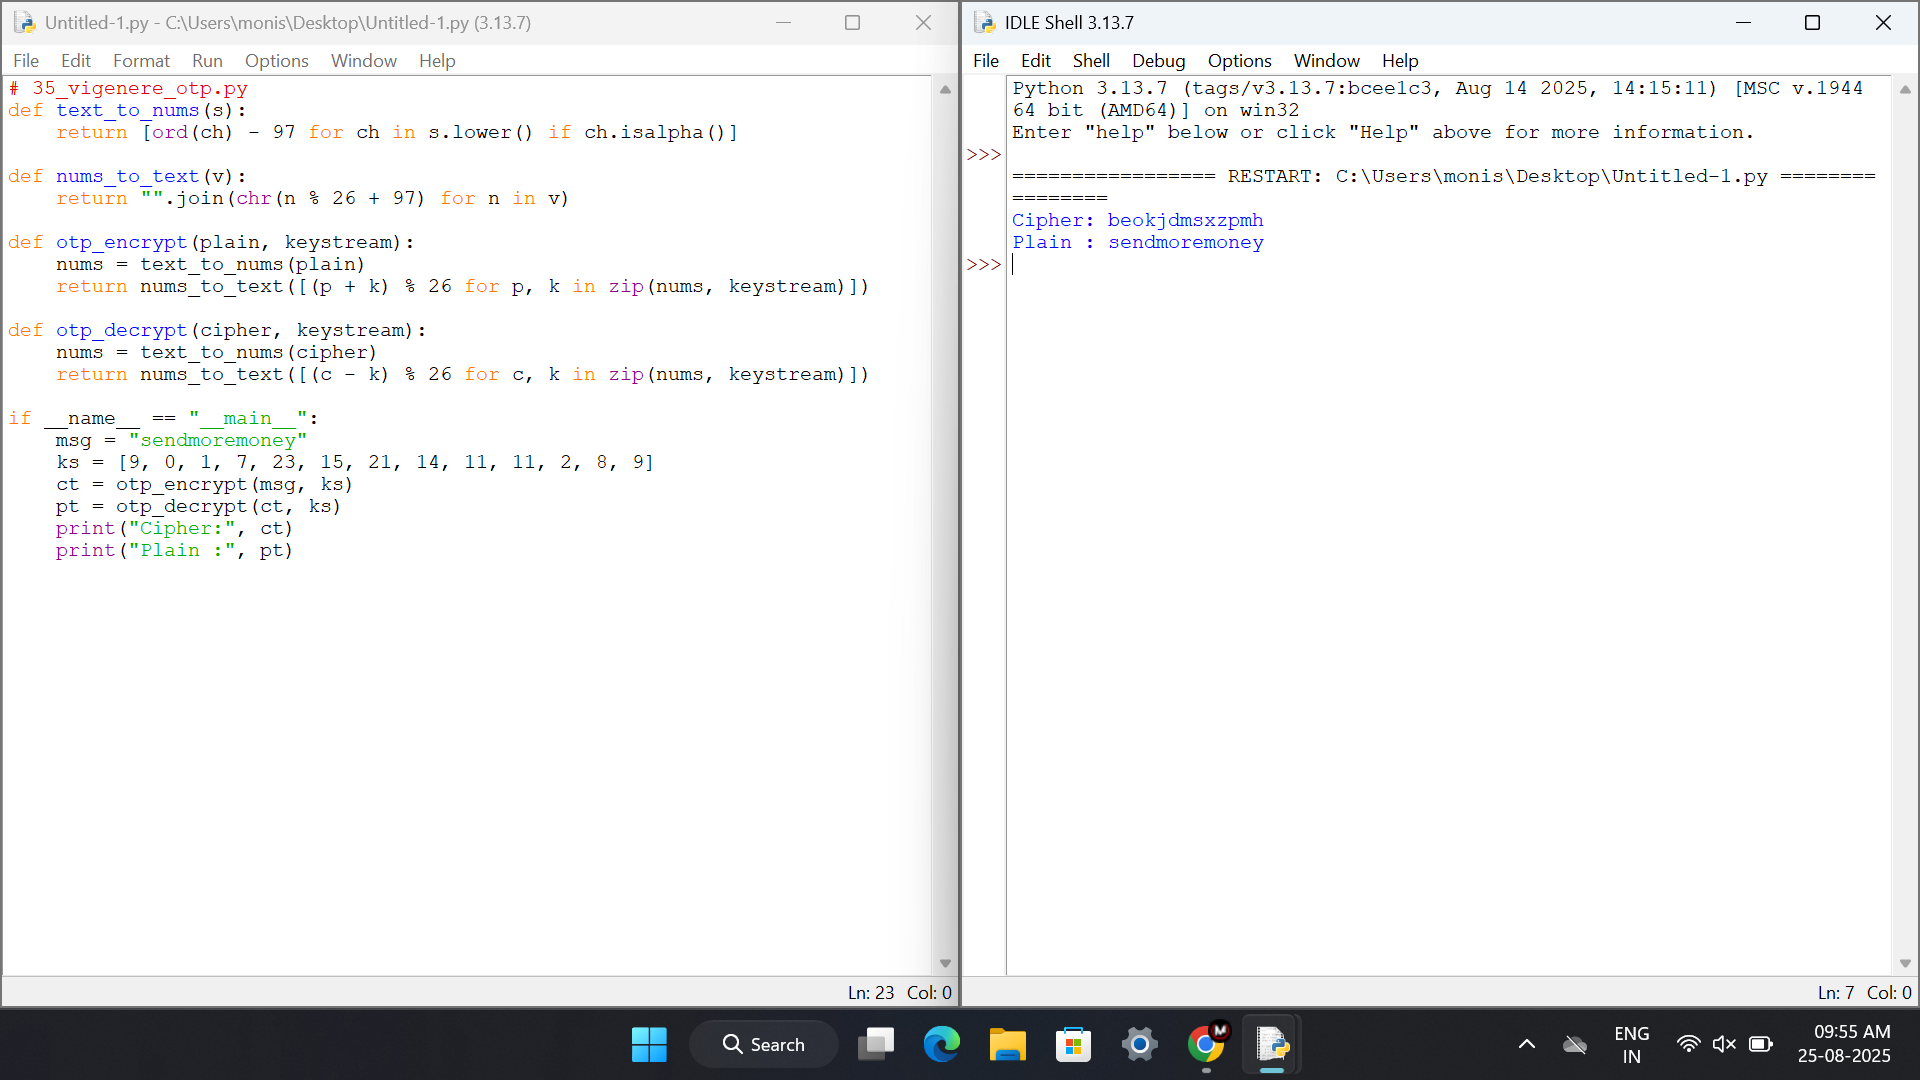 Untitled-1.py - C:\Users\monis\Desktop\Untitled-1.py (3.13.7)
File Edit Format Run Options Window Help
# 35_vigenere_otp.py
def text_to_nums(s):
    return [ord(ch) - 97 for ch in s.lower() if ch.isalpha()]
def nums_to_text(v):
    return "".join(chr(n % 26 + 97) for n in v)
def otp_encrypt(plain, keystream):
    nums = text_to_nums(plain)
    return nums_to_text([(p + k) % 26 for p, k in zip(nums, keystream)])
def otp_decrypt(cipher, keystream):
    nums = text_to_nums(cipher)
    return nums_to_text([(c - k) % 26 for c, k in zip(nums, keystream)])
if __name__ == "__main__":
    msg = "sendmoremoney"
    ks = [9, 0, 1, 7, 23, 15, 21, 14, 11, 11, 2, 8, 9]
    ct = otp_encrypt(msg, ks)
    pt = otp_decrypt(ct, ks)
    print("Cipher:", ct)
    print("Plain :", pt)
Ln: 23 Col: 0
IDLE Shell 3.13.7
File Edit Shell Debug Options Window Help
Python 3.13.7 (tags/v3.13.7:bcee1c3, Aug 14 2025, 14:15:11) [MSC v.1944
64 bit (AMD64)] on win32
Enter "help" below or click "Help" above for more information.
>>>
================= RESTART: C:\Users\monis\Desktop\Untitled-1.py ========
========
Cipher: beokjdmsxzpmh
Plain : sendmoremoney
>>>
Ln: 7 Col: 0
Search
M
ENG
IN
09:55 AM
25-08-2025